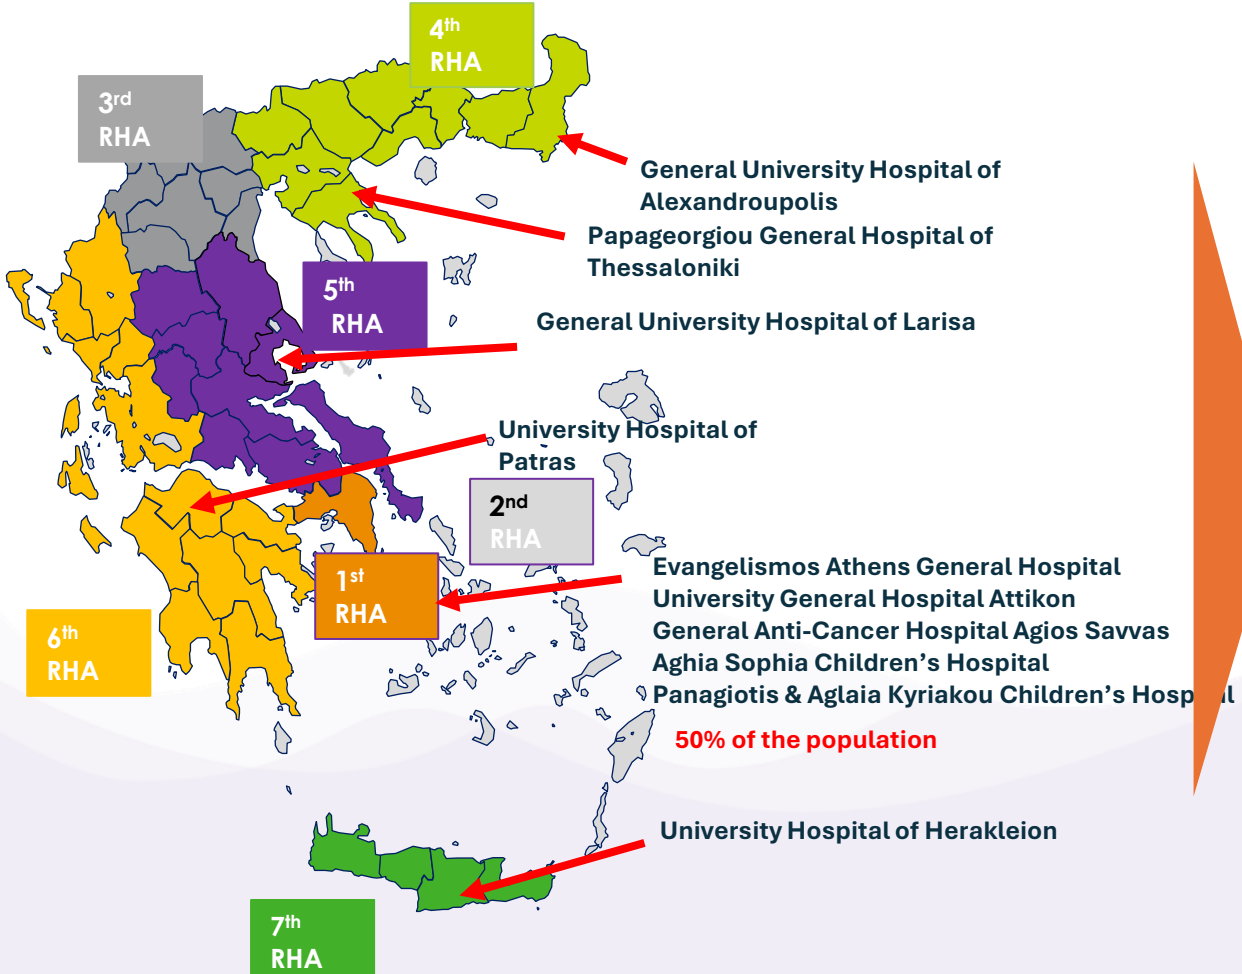 4th
RHA
3rd
RHA
General University Hospital of
Alexandroupolis
Papageorgiou General Hospital of
Thessaloniki
5th
RHA
General University Hospital of Larisa
University Hospital of
Patras
2nd
RHA
1st
RHA
Evangelismos Athens General Hospital
University General Hospital Attikon
General Anti-Cancer Hospital Agios Savvas
Aghia Sophia Children’s Hospital
Panagiotis & Aglaia Kyriakou Children’s Hospital
6th
RHA
50% of the population
University Hospital of Herakleion
7th
RHA